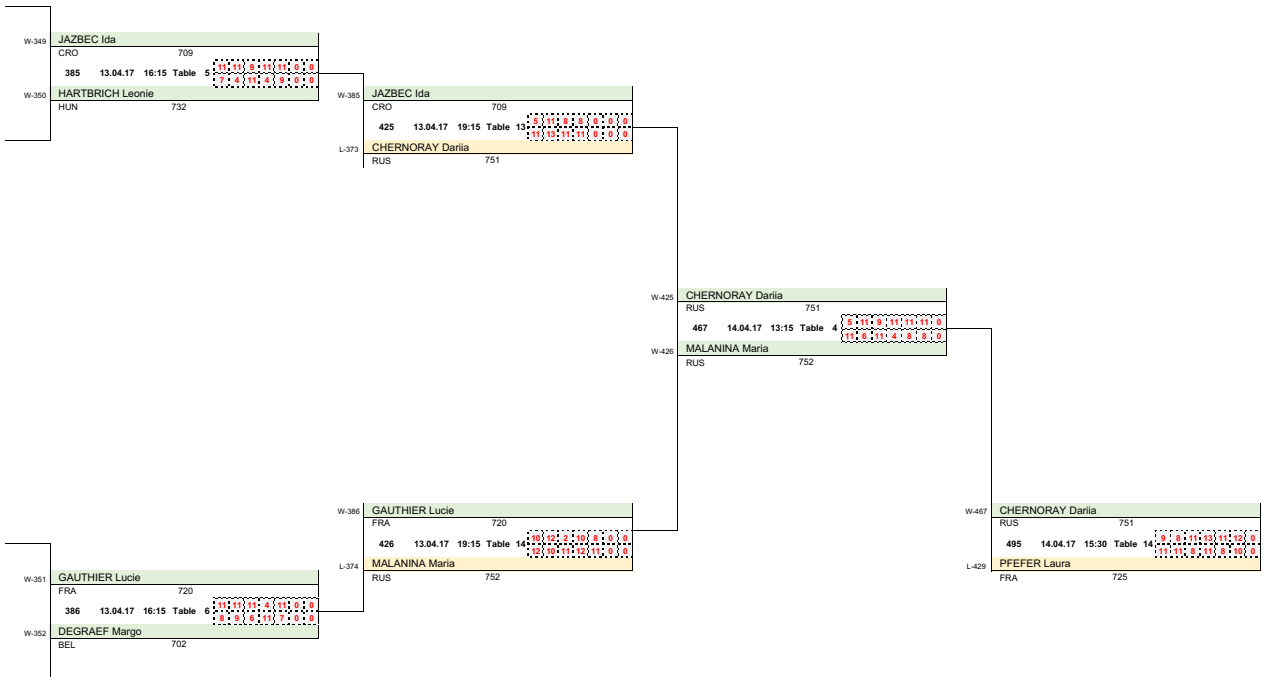 W-349 JAZBEC Ida
CRO 709
385 13.04.17 16:15 Table 5 11 11 9 11 11 0 0
7 4 11 4 9 0 0
W-350 HARTBRICH Leonie
HUN 732
W-385 JAZBEC Ida
CRO 709
425 13.04.17 19:15 Table 13 5 11 8 8 0 0 0
11 13 11 11 0 0 0
L-373 CHERNORAY Dariia
RUS 751
W-425 CHERNORAY Dariia
RUS 751
467 14.04.17 13:15 Table 4 5 11 9 11 11 11 0
11 6 11 4 8 8 0
W-426 MALANINA Maria
RUS 752
W-386 GAUTHIER Lucie
FRA 720
426 13.04.17 19:15 Table 14 10 12 2 10 8 0 0
12 10 11 12 11 0 0
L-374 MALANINA Maria
RUS 752
W-467 CHERNORAY Dariia
RUS 751
495 14.04.17 15:30 Table 14 9 8 11 13 11 12 0
11 11 8 11 8 10 0
L-429 PFEFER Laura
FRA 725
W-351 GAUTHIER Lucie
FRA 720
386 13.04.17 16:15 Table 6 11 11 11 4 11 0 0
8 9 6 11 7 0 0
W-352 DEGRAEF Margo
BEL 702